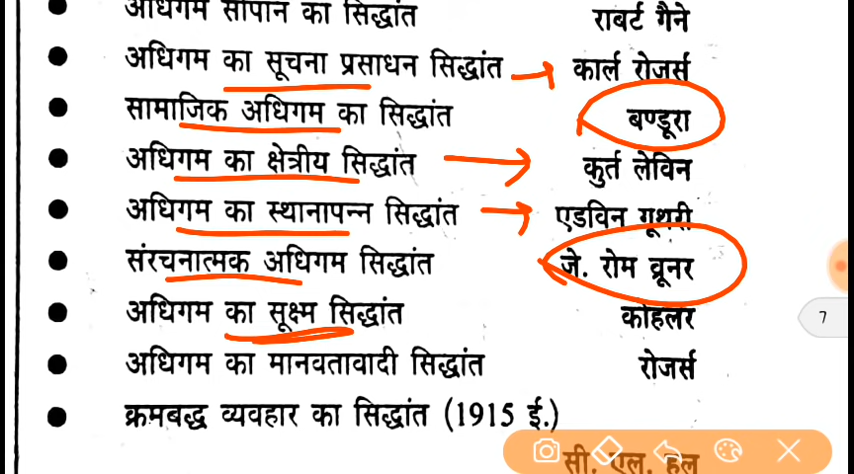 अधिगम सोपान का सिद्धांत राबर्ट गैने
अधिगम का सूचना प्रसाधन सिद्धांत कार्ल रोजर्स
सामाजिक अधिगम का सिद्धांत बण्डूरा
अधिगम का क्षेत्रीय सिद्धांत कुर्त लेविन
अधिगम का स्थानापन्न सिद्धांत एडविन गूथरी
संरचनात्मक अधिगम सिद्धांत जे. रोम ब्रूनर
अधिगम का सूक्ष्म सिद्धांत कोहलर
अधिगम का मानवतावादी सिद्धांत रोजर्स
क्रमबद्ध व्यवहार का सिद्धांत (1915 ई.)
सी. एल. हल
7